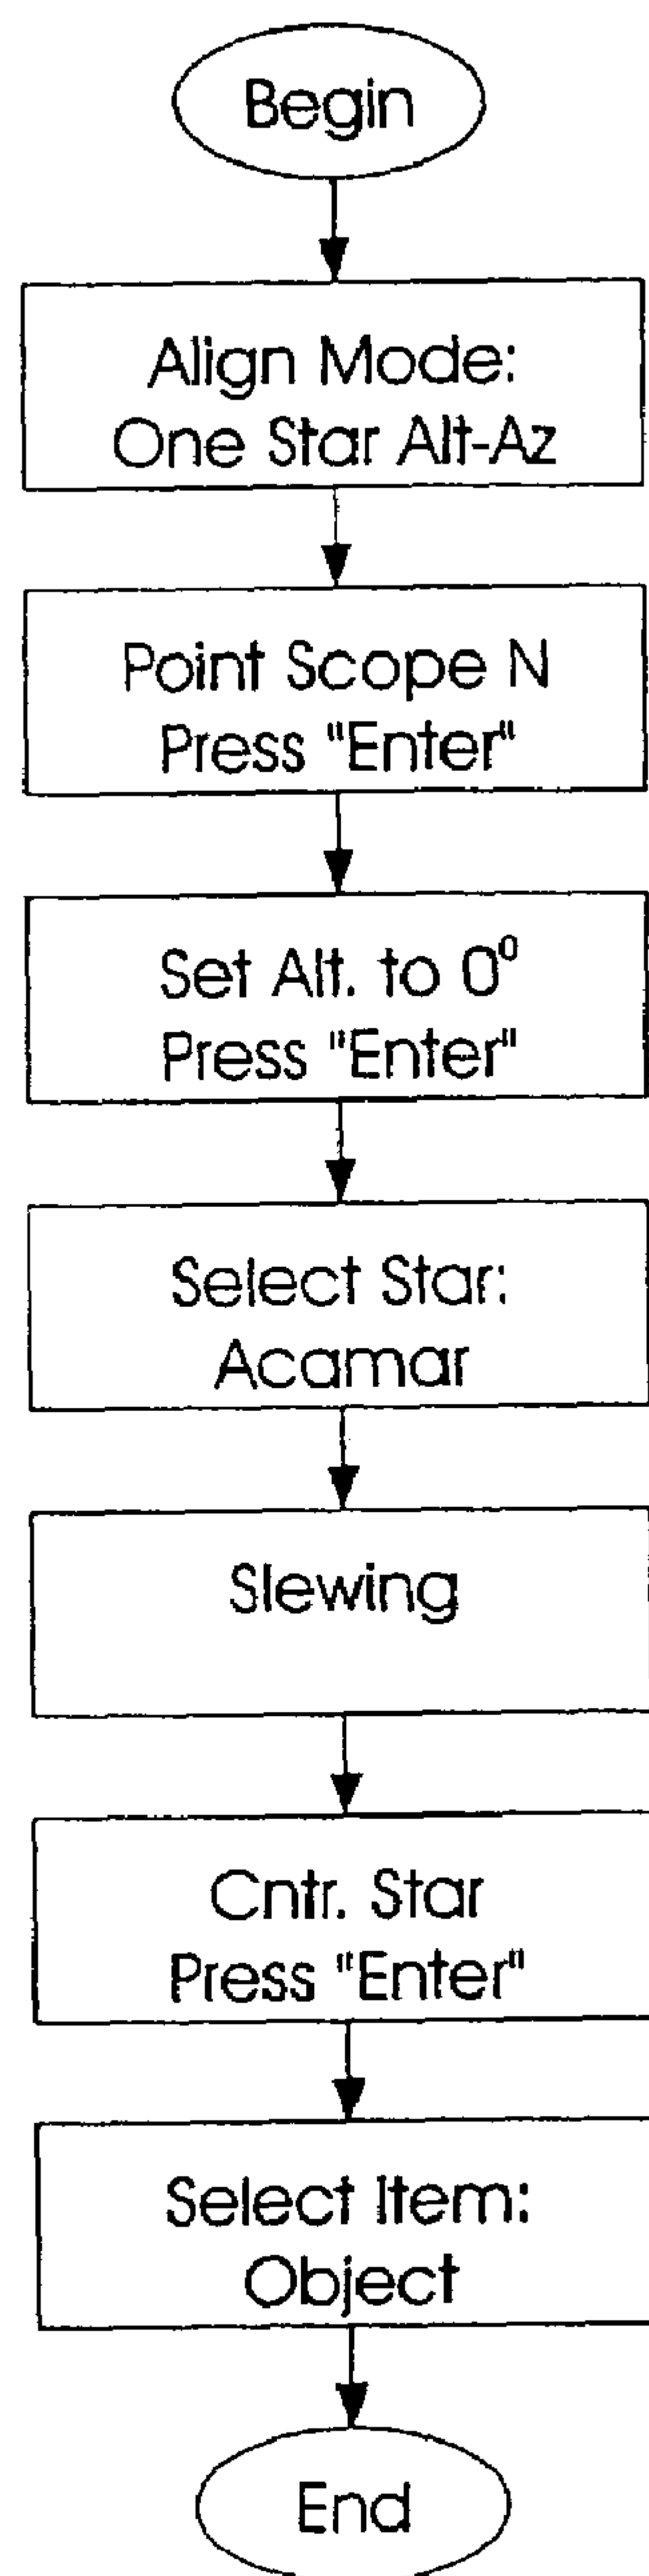 Begin
Align Mode:
One Star Alt-Az
Point Scope N
Press "Enter"
Set Alt. to 0°
Press "Enter"
Select Star:
Acamar
Slewing
Cntr. Star
Press "Enter"
Select Item:
Object
End